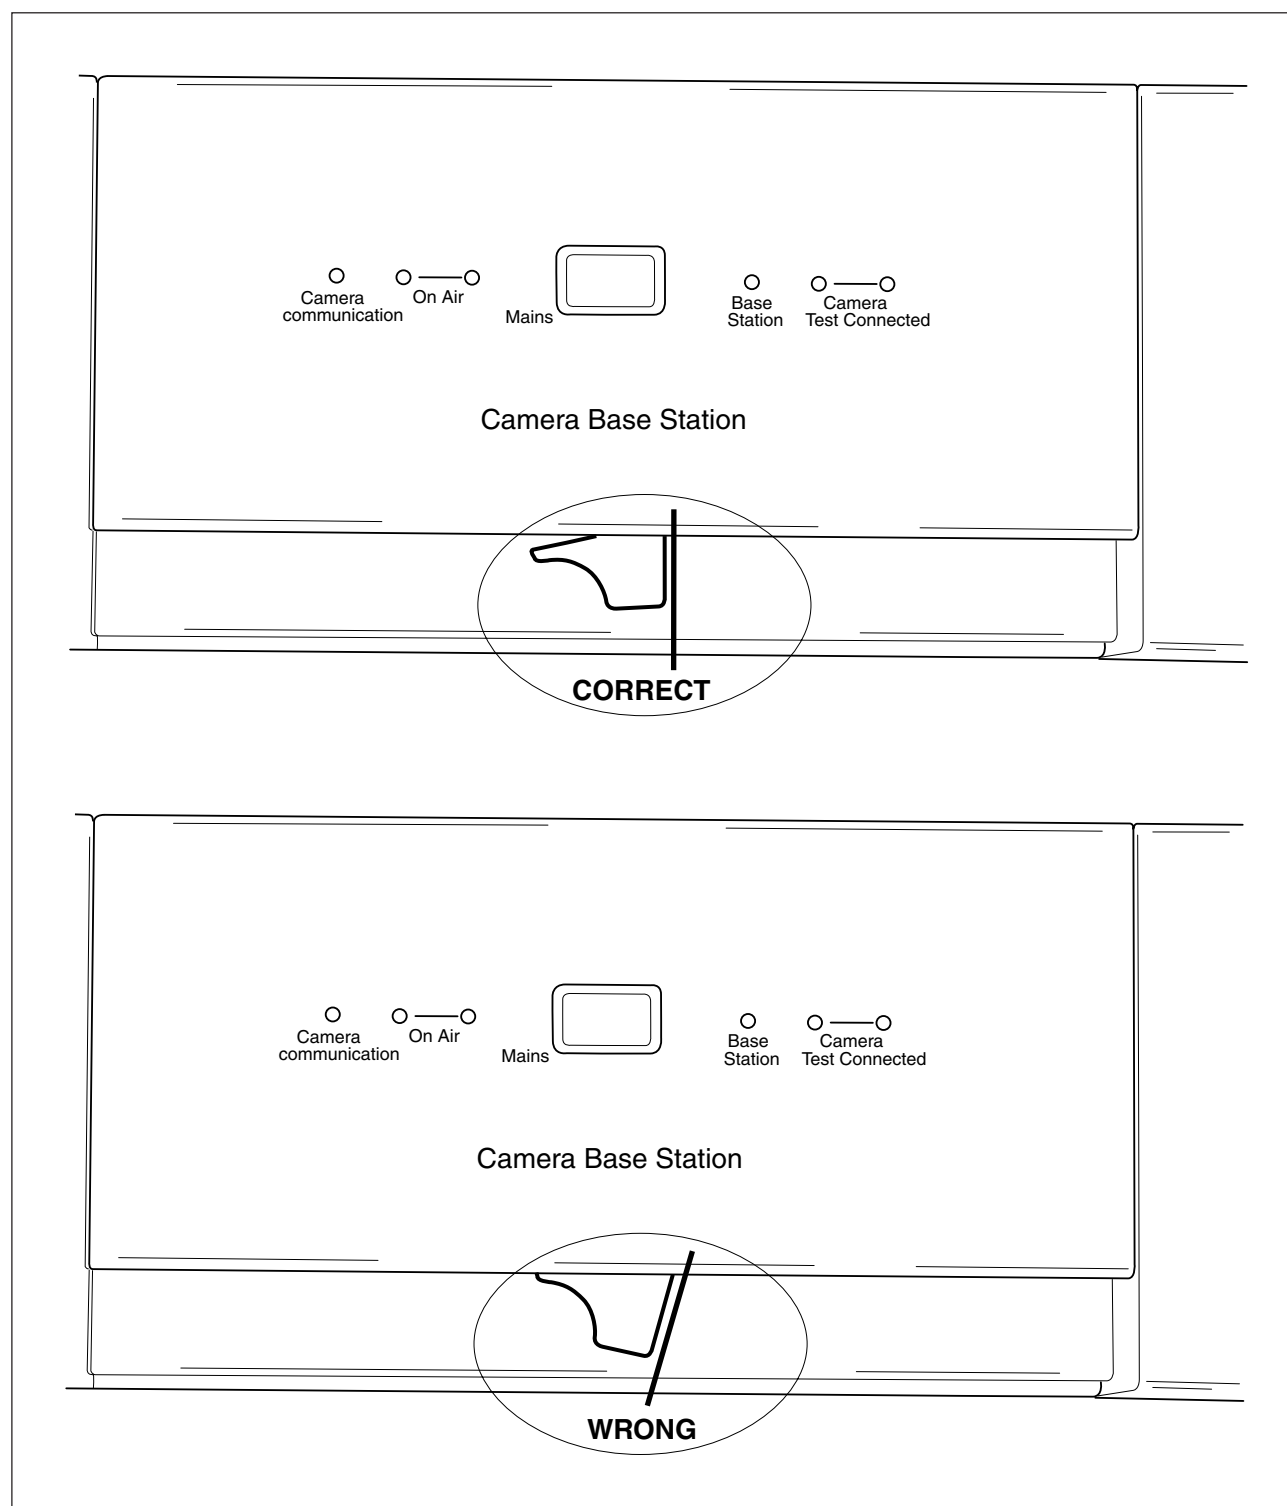 Camera
communication
On Air
Mains
Base
Station
Camera
Test Connected
Camera Base Station
CORRECT
Camera
communication
On Air
Mains
Base
Station
Camera
Test Connected
Camera Base Station
WRONG